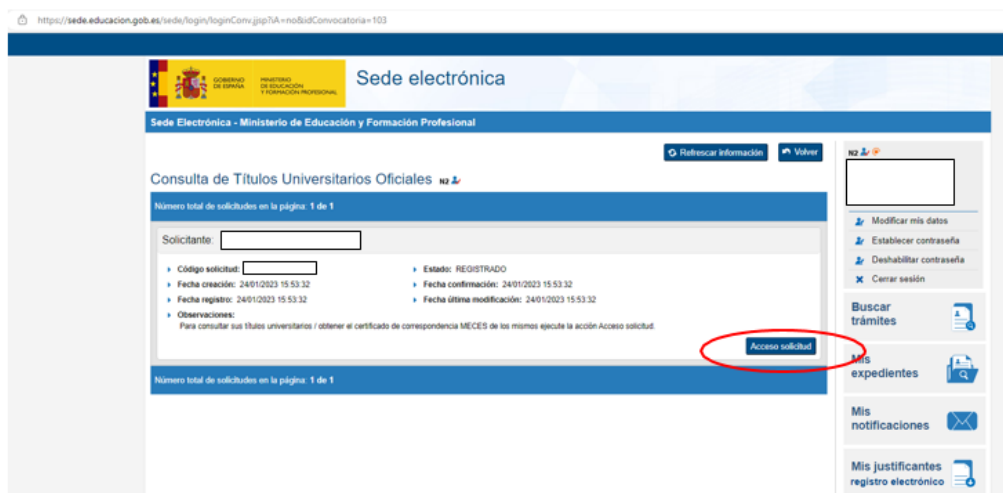 https://sede.educacion.gob.es/sede/login/loginConv.jjsp?iA=no&idConvocatoria=103
GOBIERNO DE ESPAÑA
MINISTERIO DE EDUCACIÓN Y FORMACIÓN PROFESIONAL
Sede electrónica
Sede Electrónica - Ministerio de Educación y Formación Profesional
Refrescar información
Volver
Consulta de Títulos Universitarios Oficiales N2
Número total de solicitudes en la página: 1 de 1
Solicitante:
Código solicitud:
Estado: REGISTRADO
Fecha creación: 24/01/2023 15:53:32
Fecha confirmación: 24/01/2023 15:53:32
Fecha registro: 24/01/2023 15:53:32
Fecha última modificación: 24/01/2023 15:53:32
Observaciones:
Para consultar sus títulos universitarios / obtener el certificado de correspondencia MECES de los mismos ejecute la acción Acceso solicitud.
Acceso solicitud
Número total de solicitudes en la página: 1 de 1
N2
Modificar mis datos
Establecer contraseña
Deshabilitar contraseña
Cerrar sesión
Buscar
trámites
Mis
expedientes
Mis
notificaciones
Mis justificantes
registro electrónico